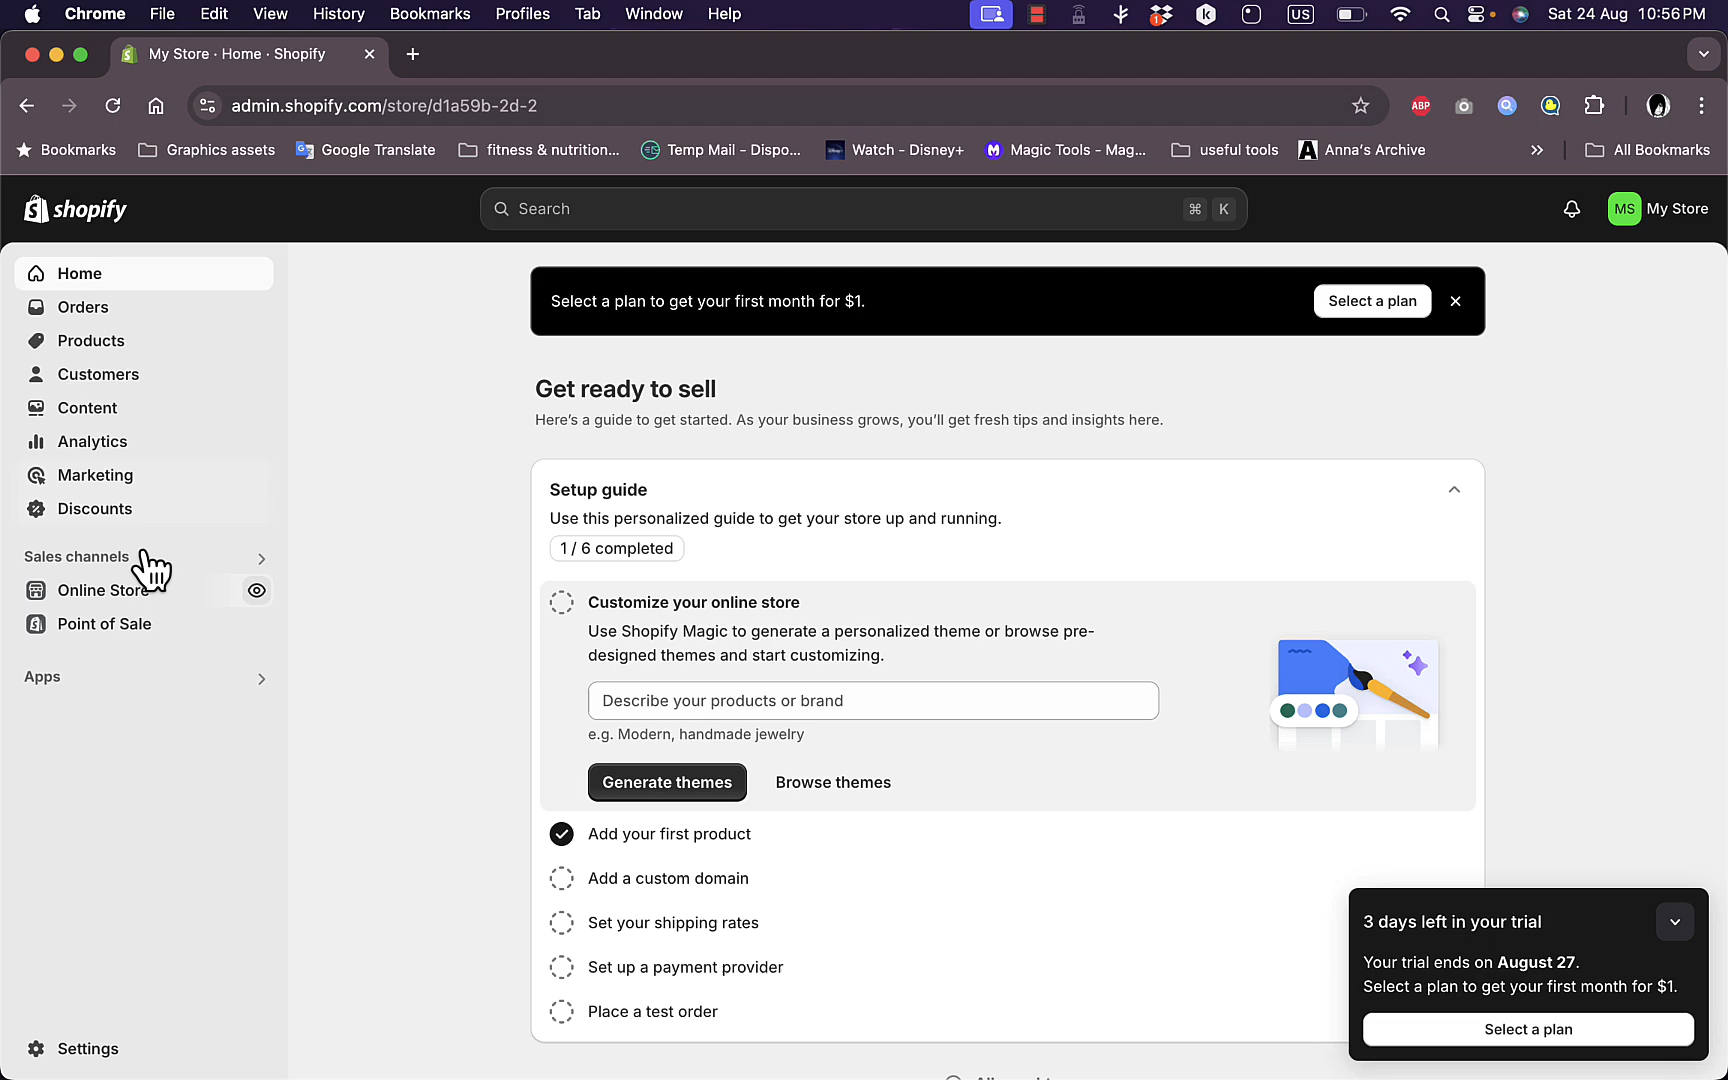 Chrome File Edit View History Bookmarks Profiles Tab Window Help 1 k US Sat 24 Aug 10:56 PM
My Store · Home · Shopify
admin.shopify.com/store/d1a59b-2d-2 ABP
Bookmarks Graphics assets Google Translate fitness & nutrition... Temp Mail - Dispo... Watch - Disney+ Magic Tools - Mag... useful tools Anna's Archive All Bookmarks
shopify Search ⌘ K MS My Store
Home
Orders
Products
Customers
Content
Analytics
Marketing
Discounts
Sales channels
Online Store
Point of Sale
Apps
Settings
Select a plan to get your first month for $1. Select a plan
Get ready to sell
Here's a guide to get started. As your business grows, you'll get fresh tips and insights here.
Setup guide
Use this personalized guide to get your store up and running.
1 / 6 completed
Customize your online store
Use Shopify Magic to generate a personalized theme or browse pre-
designed themes and start customizing.
Describe your products or brand
e.g. Modern, handmade jewelry
Generate themes Browse themes
Add your first product
Add a custom domain
Set your shipping rates
Set up a payment provider
Place a test order
3 days left in your trial
Your trial ends on August 27.
Select a plan to get your first month for $1.
Select a plan